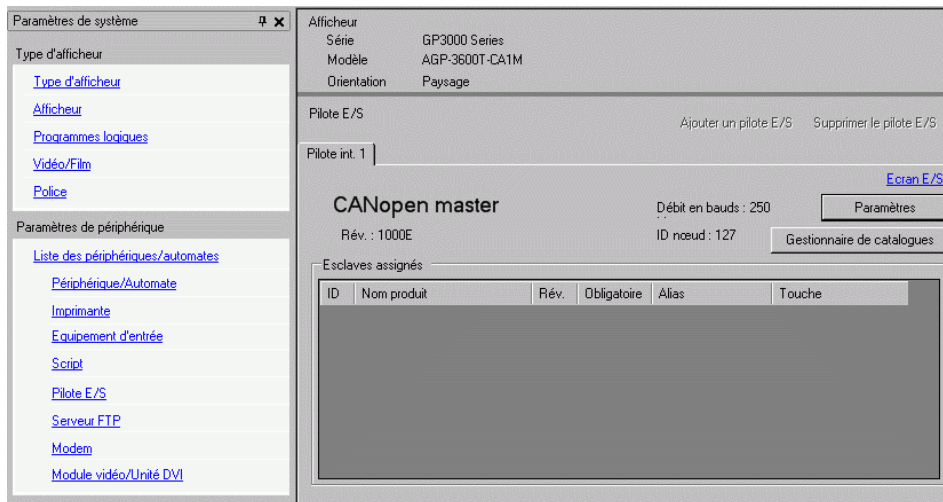 Paramètres de système
Type d'afficheur
Type d'afficheur
Afficheur
Programmes logiques
Vidéo/Film
Police
Paramètres de périphérique
Liste des périphériques/automates
Périphérique/Automate
Imprimante
Equipement d'entrée
Script
Pilote E/S
Serveur FTP
Modem
Module vidéo/Unité DVI
Afficheur
Série GP3000 Series
Modèle AGP-3600T-CA1M
Orientation Paysage
Pilote E/S Ajouter un pilote E/S Supprimer le pilote E/S
Pilote int. 1
Ecran E/S
CANopen master Débit en bauds : 250 Paramètres
Rév. : 1000E ID nœud : 127 Gestionnaire de catalogues
Esclaves assignés
ID Nom produit Rév. Obligatoire Alias Touche